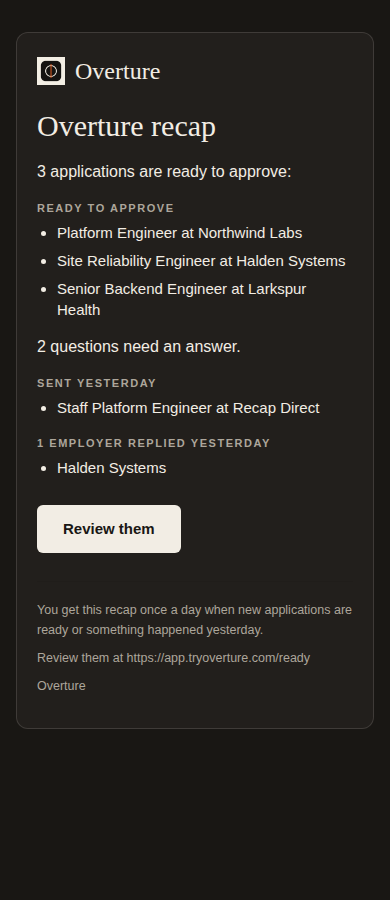 Overture
Overture recap
3 applications are ready to approve:
READY TO APPROVE
Platform Engineer at Northwind Labs
Site Reliability Engineer at Halden Systems
Senior Backend Engineer at Larkspur
Health
2 questions need an answer.
SENT YESTERDAY
Staff Platform Engineer at Recap Direct
1 EMPLOYER REPLIED YESTERDAY
Halden Systems
Review them
You get this recap once a day when new applications are
ready or something happened yesterday.
Review them at https://app.tryoverture.com/ready
Overture